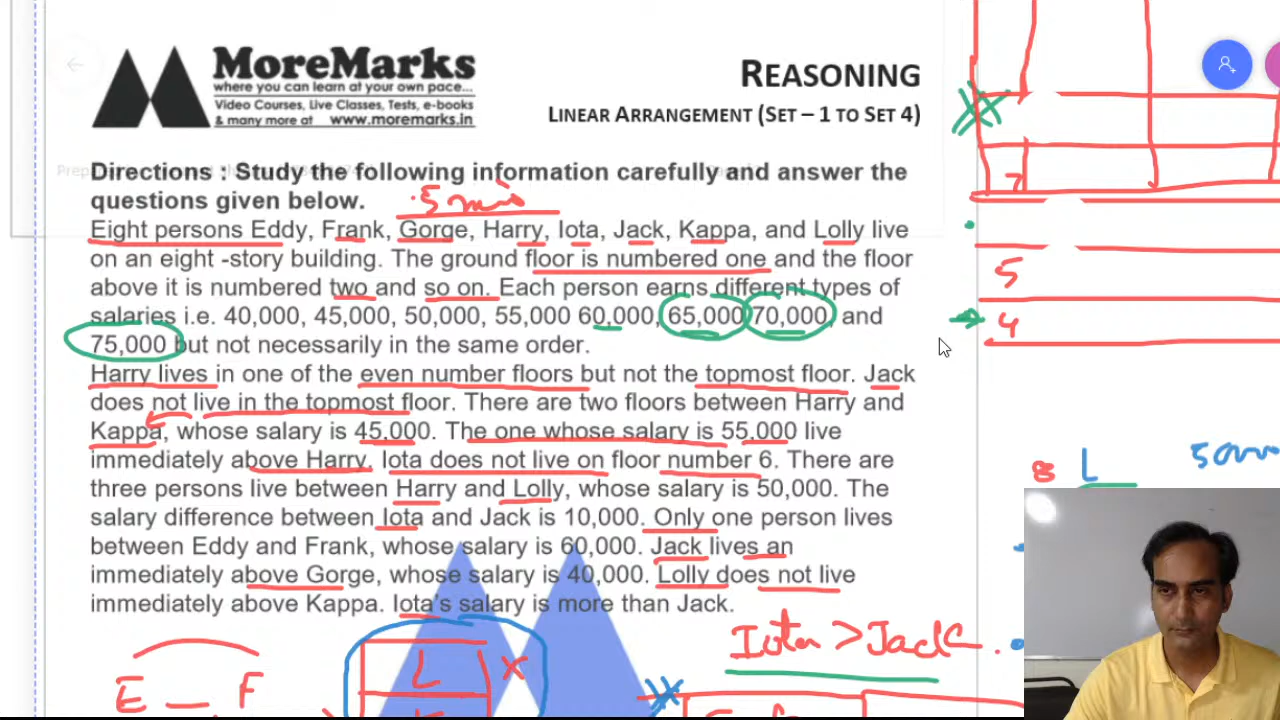 MoreMarks
where you can learn at your own pace...
Video Courses, Live Classes, Tests, e-books
& many more at www.moremarks.in
REASONING
LINEAR ARRANGEMENT (SET – 1 TO SET 4)
Directions : Study the following information carefully and answer the
questions given below.
.5 min
Eight persons Eddy, Frank, Gorge, Harry, Iota, Jack, Kappa, and Lolly live
on an eight -story building. The ground floor is numbered one and the floor
above it is numbered two and so on. Each person earns different types of
salaries i.e. 40,000, 45,000, 50,000, 55,000 60,000, 65,000 70,000, and
75,000 but not necessarily in the same order.
Harry lives in one of the even number floors but not the topmost floor. Jack
does not live in the topmost floor. There are two floors between Harry and
Kappa, whose salary is 45,000. The one whose salary is 55,000 live
immediately above Harry. Iota does not live on floor number 6. There are
three persons live between Harry and Lolly, whose salary is 50,000. The
salary difference between Iota and Jack is 10,000. Only one person lives
between Eddy and Frank, whose salary is 60,000. Jack lives an
immediately above Gorge, whose salary is 40,000. Lolly does not live
immediately above Kappa. Iota's salary is more than Jack.
Iota > Jack.
E _ F
L
X
7
5
4
8 L